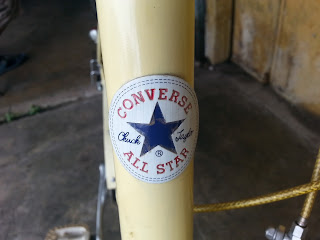 CONVERSE
Chuck Taylor
®
ALL STAR